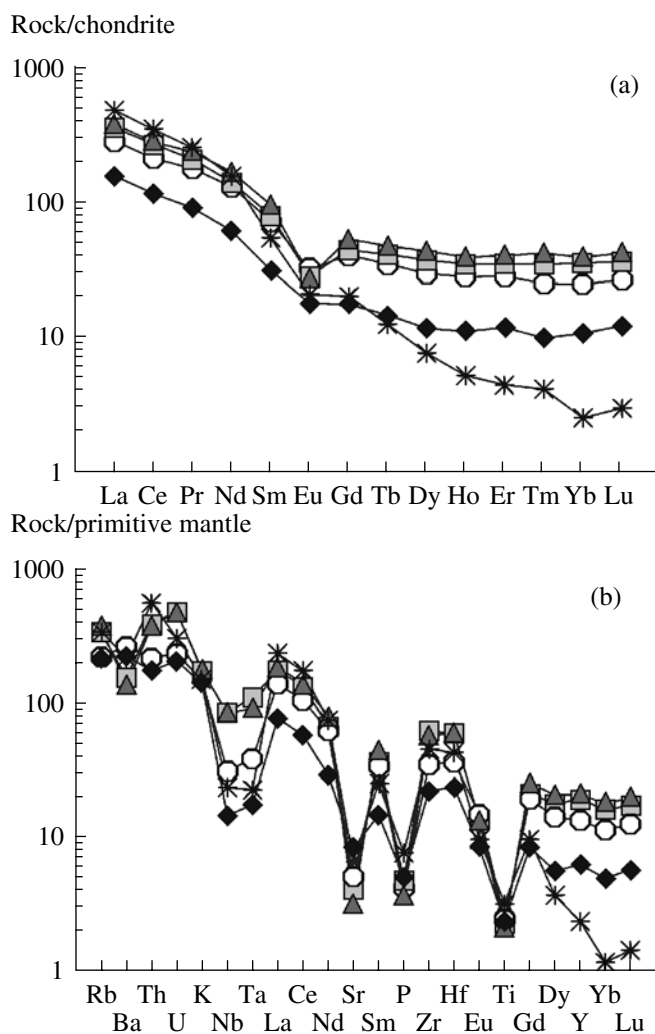 Rock/chondrite
1000
(a)
100
10
1
La Ce Pr Nd Sm Eu Gd Tb Dy Ho Er Tm Yb Lu
Rock/primitive mantle
1000
(b)
100
10
1
Rb Th K Ta Ce Sr P Hf Ti Dy Yb
Ba U Nb La Nd Sm Zr Eu Gd Y Lu